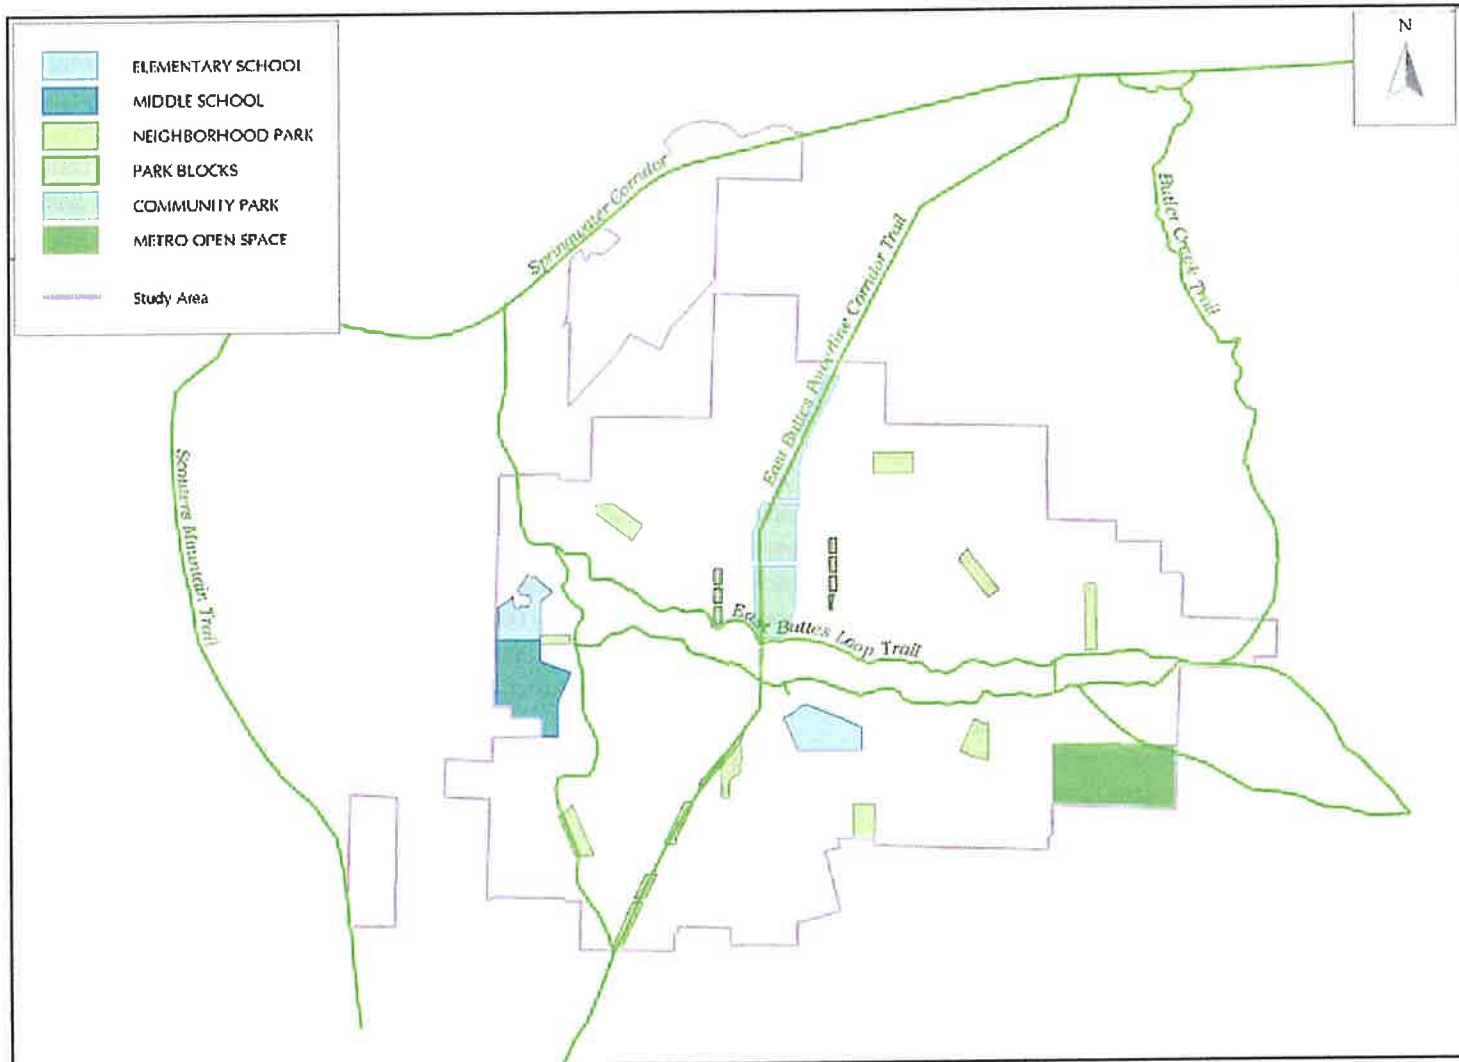 ELEMENTARY SCHOOL
MIDDLE SCHOOL
NEIGHBORHOOD PARK
PARK BLOCKS
COMMUNITY PARK
METRO OPEN SPACE
Study Area
N
Springwater Corridor
East Buttes Powerline Corridor Trail
Butler Creek Trail
Scouters Mountain Trail
East Buttes Loop Trail